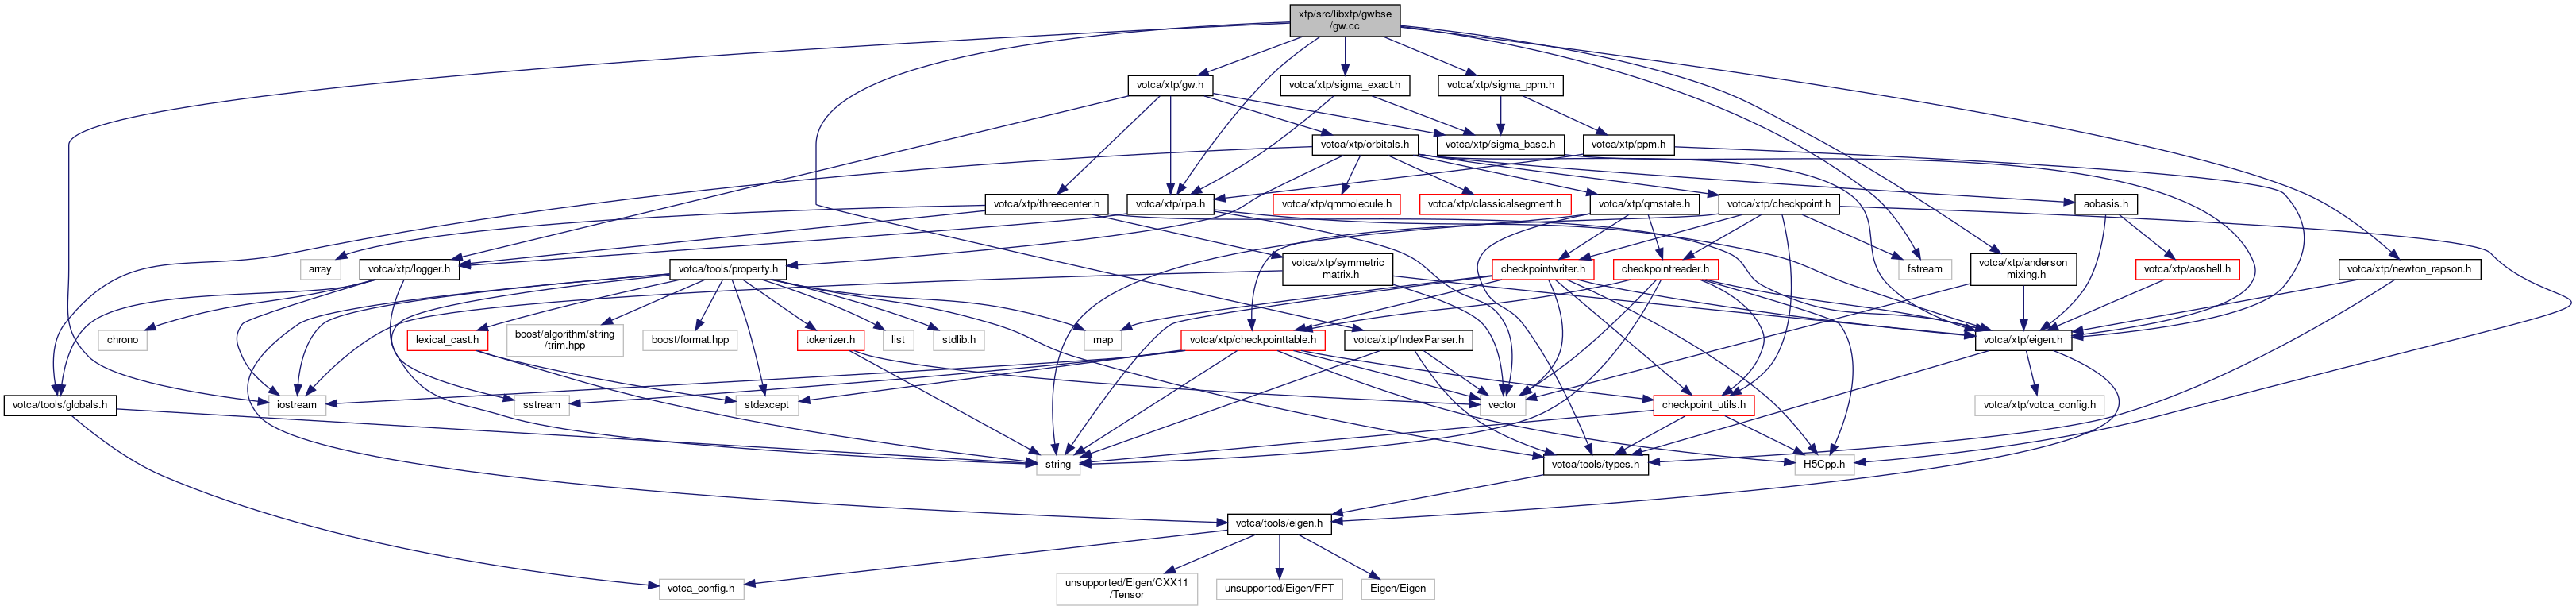 xtp/src/libxtp/gwbse
/gw.cc
votca/xtp/gw.h
votca/xtp/sigma_exact.h
votca/xtp/sigma_ppm.h
votca/xtp/orbitals.h
votca/xtp/sigma_base.h
votca/xtp/ppm.h
votca/xtp/threecenter.h
votca/xtp/rpa.h
votca/xtp/qmmolecule.h
votca/xtp/classicalsegment.h
votca/xtp/qmstate.h
votca/xtp/checkpoint.h
aobasis.h
array
votca/xtp/logger.h
votca/tools/property.h
votca/xtp/symmetric
_matrix.h
checkpointwriter.h
checkpointreader.h
fstream
votca/xtp/anderson
_mixing.h
votca/xtp/aoshell.h
votca/xtp/newton_rapson.h
chrono
lexical_cast.h
boost/algorithm/string
/trim.hpp
boost/format.hpp
tokenizer.h
list
stdlib.h
map
votca/xtp/checkpointtable.h
votca/xtp/IndexParser.h
votca/xtp/eigen.h
votca/tools/globals.h
iostream
sstream
stdexcept
vector
checkpoint_utils.h
votca/xtp/votca_config.h
string
votca/tools/types.h
H5Cpp.h
votca/tools/eigen.h
votca_config.h
unsupported/Eigen/CXX11
/Tensor
unsupported/Eigen/FFT
Eigen/Eigen